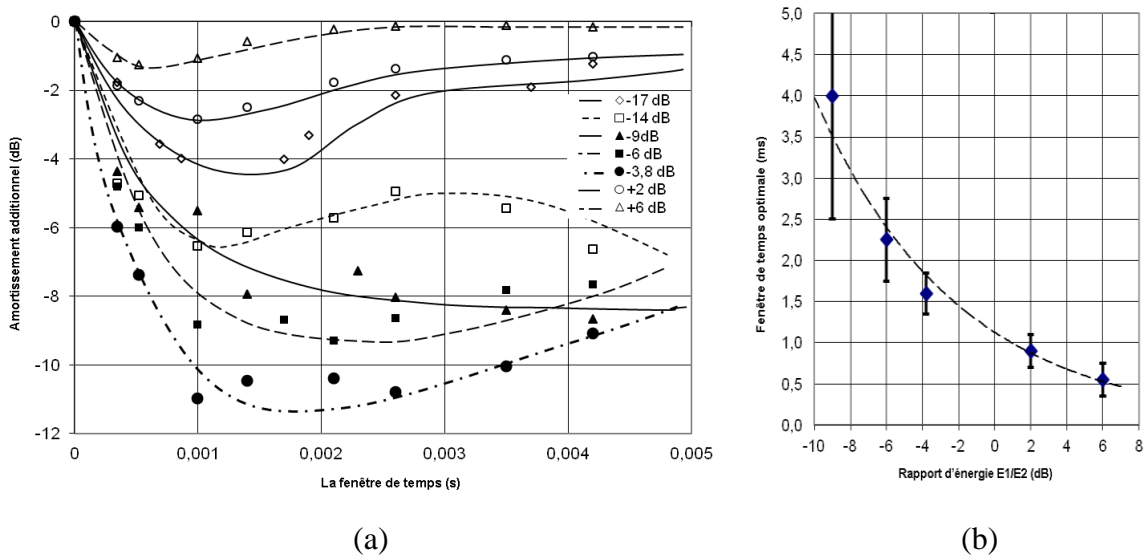 0
-2
-4
-6
-8
-10
-12
0
0,001
0,002
0,003
0,004
0,005
Amortissement additionnel (dB)
La fenêtre de temps (s)
-17 dB
-14 dB
-9dB
-6 dB
-3,8 dB
+2 dB
+6 dB
(a)
5,0
4,5
4,0
3,5
3,0
2,5
2,0
1,5
1,0
0,5
0,0
-10 -8 -6 -4 -2 0 2 4 6 8
Fenêtre de temps optimale (ms)
Rapport d'énergie E1/E2 (dB)
(b)